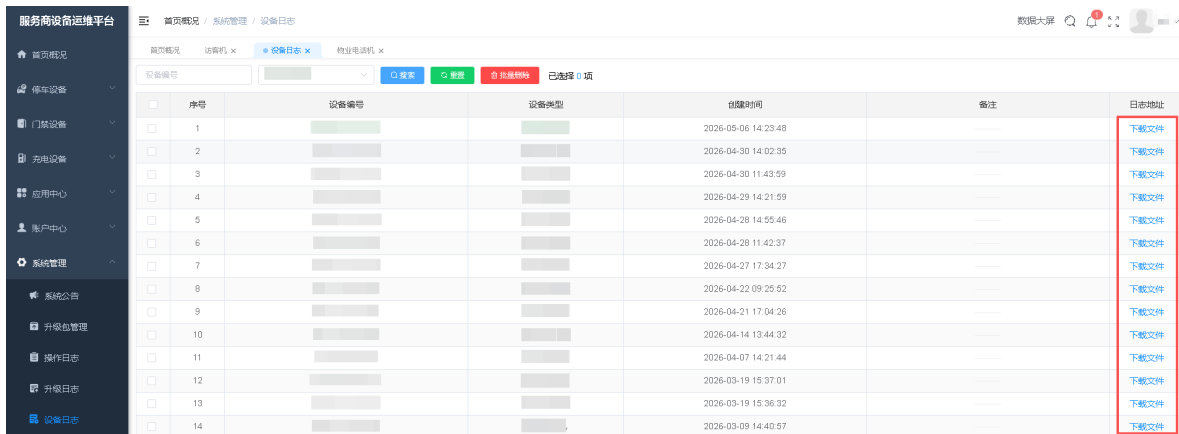 服务商设备运维平台
首页概况 / 系统管理 / 设备日志
数据大屏
1
首页概况 访客机 × 设备日志 × 物业电话机 ×
设备编号
搜索 重置 批量删除 已选择 0 项
首页概况
停车设备
门禁设备
充电设备
应用中心
账户中心
系统管理
系统公告
升级包管理
操作日志
升级日志
设备日志
序号 设备编号 设备类型 创建时间 备注 日志地址
1 2026-05-06 14:23:48 下载文件
2 2026-04-30 14:02:35 下载文件
3 2026-04-30 11:43:59 下载文件
4 2026-04-29 14:21:59 下载文件
5 2026-04-28 14:55:46 下载文件
6 2026-04-28 11:42:37 下载文件
7 2026-04-27 17:34:27 下载文件
8 2026-04-22 09:25:52 下载文件
9 2026-04-21 17:04:26 下载文件
10 2026-04-14 13:44:32 下载文件
11 2026-04-07 14:21:44 下载文件
12 2026-03-19 15:37:01 下载文件
13 2026-03-19 15:36:32 下载文件
14 2026-03-09 14:40:57 下载文件